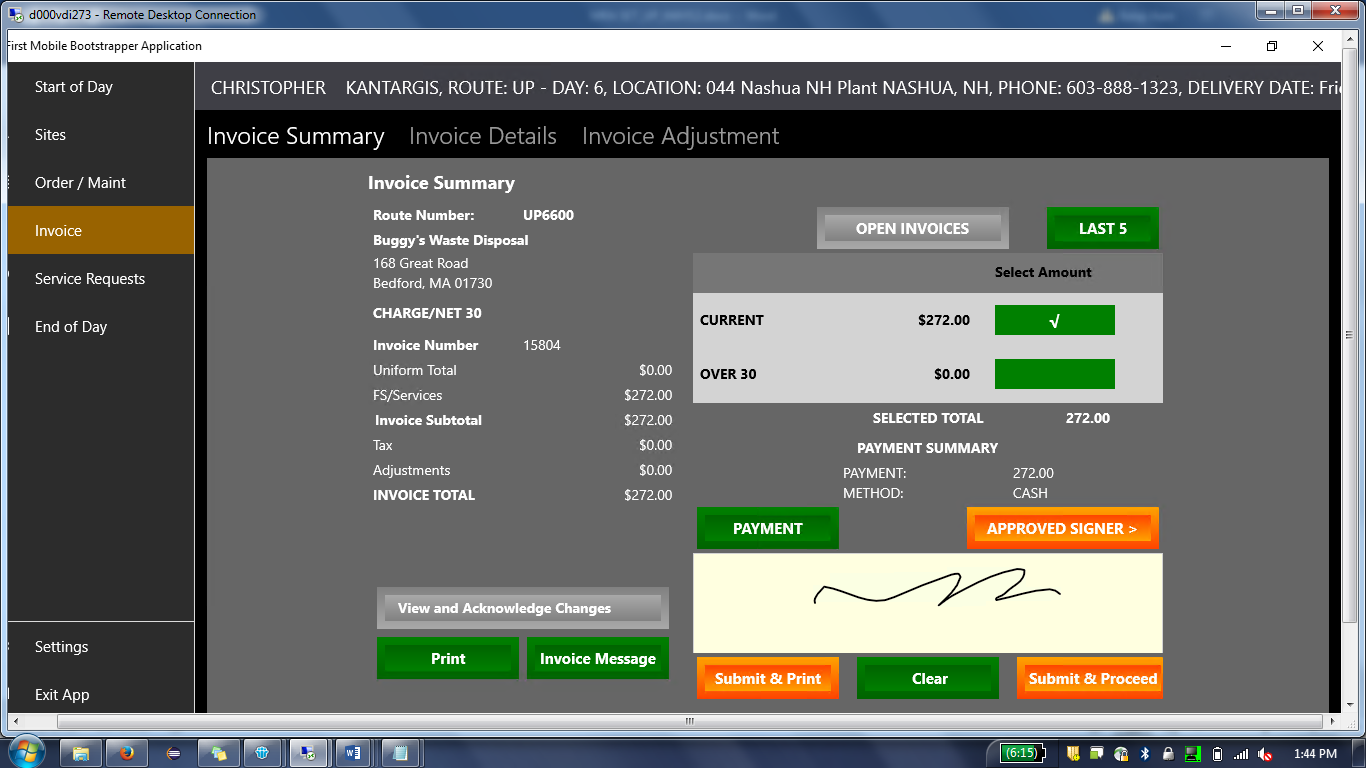 d000vdi273 - Remote Desktop Connection
First Mobile Bootstrapper Application
Start of Day
Sites
Order / Maint
Invoice
Service Requests
End of Day
Settings
Exit App
CHRISTOPHER KANTARGIS, ROUTE: UP - DAY: 6, LOCATION: 044 Nashua NH Plant NASHUA, NH, PHONE: 603-888-1323, DELIVERY DATE: Fri
Invoice Summary Invoice Details Invoice Adjustment
Invoice Summary
Route Number: UP6600
Buggy's Waste Disposal
168 Great Road
Bedford, MA 01730
CHARGE/NET 30
Invoice Number 15804
Uniform Total $0.00
FS/Services $272.00
Invoice Subtotal $272.00
Tax $0.00
Adjustments $0.00
INVOICE TOTAL $272.00
View and Acknowledge Changes
Print Invoice Message
OPEN INVOICES LAST 5
Select Amount
CURRENT $272.00 √
OVER 30 $0.00
SELECTED TOTAL 272.00
PAYMENT SUMMARY
PAYMENT: 272.00
METHOD: CASH
PAYMENT APPROVED SIGNER >
Submit & Print Clear Submit & Proceed
(6:15) 1:44 PM